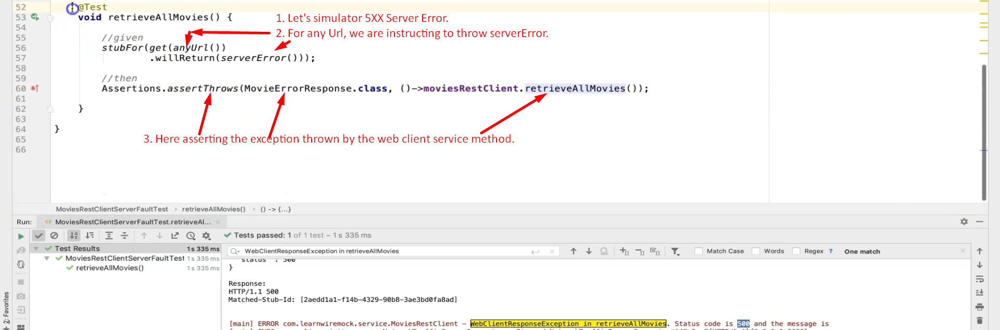 52 @Test
53 void retrieveAllMovies() {
1. Let's simulator 5XX Server Error.
54
2. For any Url, we are instructing to throw serverError.
55 //given
56 stubFor(get(anyUrl())
57 .willReturn(serverError()));
58
59 //then
60 Assertions.assertThrows(MovieErrorResponse.class, ()->moviesRestClient.retrieveAllMovies());
61
62 }
63
64 }
65
3. Here asserting the exception thrown by the web client service method.
66
MoviesRestClientServerFaultTest › retrieveAllMovies() › () -> {...}
Run: MoviesRestClientServerFaultTest.retrieveAl... ×
Tests passed: 1 of 1 test – 1 s 335 ms
Test Results 1 s 335 ms
MoviesRestClientServerFaultTest 1 s 335 ms
retrieveAllMovies() 1 s 335 ms
WebClientResponseException in retrieveAllMovies
Match Case Words Regex ? One match
status : 500
}
Response:
HTTP/1.1 500
Matched-Stub-Id: [2aedd1a1-f14b-4329-90b8-3ae3bd0fa8ad]
[main] ERROR com.learnwiremock.service.MoviesRestClient - WebClientResponseException in retrieveAllMovies. Status code is 500 and the message is
2: Favorites